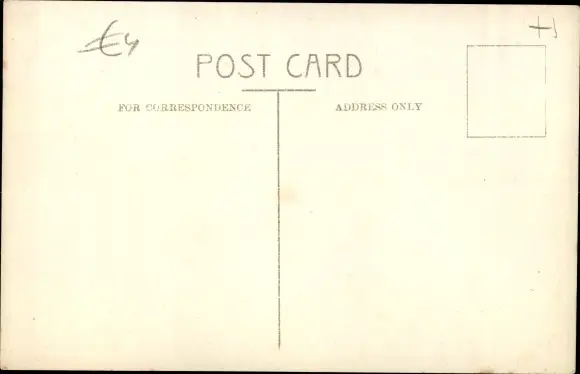 €4
POST CARD
FOR CORRESPONDENCE
ADDRESS ONLY